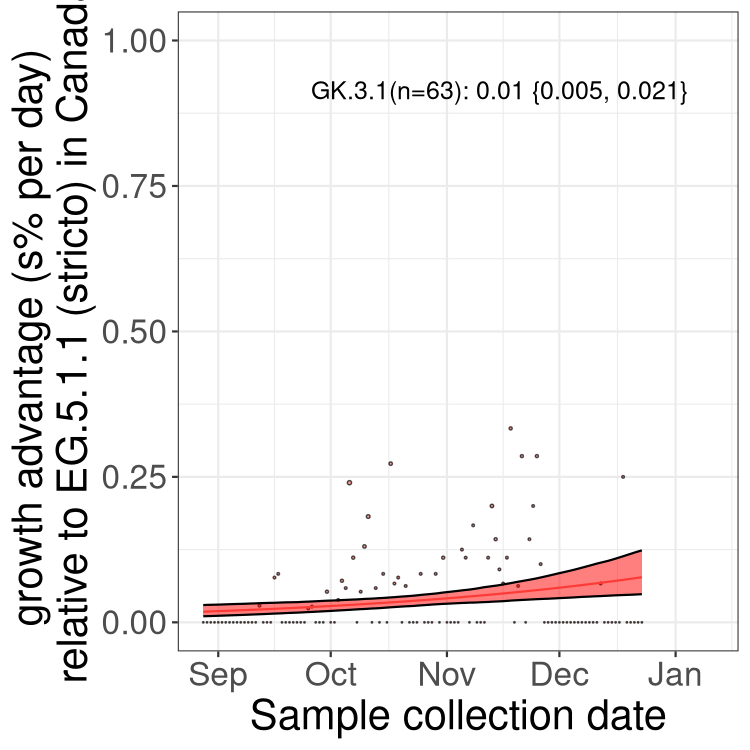 growth advantage (s% per day)
relative to EG.5.1.1 (stricto) in Canada
1.00
0.75
0.50
0.25
0.00
GK.3.1(n=63): 0.01 {0.005, 0.021}
Sep Oct Nov Dec Jan
Sample collection date